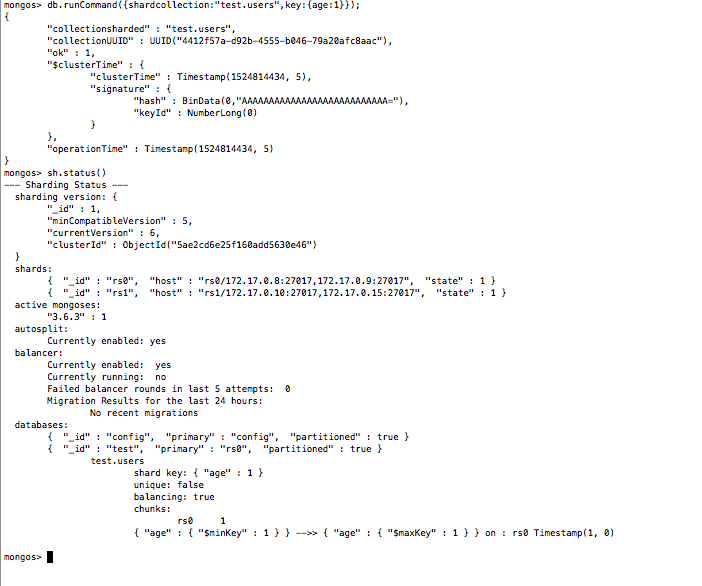 mongos> db.runCommand({shardcollection:"test.users",key:{age:1}});
{
        "collectionsharded" : "test.users",
        "collectionUUID" : UUID("4412f57a-d92b-4555-b046-79a20afc8aac"),
        "ok" : 1,
        "$clusterTime" : {
                "clusterTime" : Timestamp(1524814434, 5),
                "signature" : {
                        "hash" : BinData(0,"AAAAAAAAAAAAAAAAAAAAAAAAAAA="),
                        "keyId" : NumberLong(0)
                }
        },
        "operationTime" : Timestamp(1524814434, 5)
}
mongos> sh.status()
--- Sharding Status ---
  sharding version: {
        "_id" : 1,
        "minCompatibleVersion" : 5,
        "currentVersion" : 6,
        "clusterId" : ObjectId("5ae2cd6e25f160add5630e46")
  }
  shards:
        {  "_id" : "rs0",  "host" : "rs0/172.17.0.8:27017,172.17.0.9:27017",  "state" : 1 }
        {  "_id" : "rs1",  "host" : "rs1/172.17.0.10:27017,172.17.0.15:27017",  "state" : 1 }
  active mongoses:
        "3.6.3" : 1
  autosplit:
        Currently enabled: yes
  balancer:
        Currently enabled:  yes
        Currently running:  no
        Failed balancer rounds in last 5 attempts:  0
        Migration Results for the last 24 hours:
                No recent migrations
  databases:
        {  "_id" : "config",  "primary" : "config",  "partitioned" : true }
        {  "_id" : "test",  "primary" : "rs0",  "partitioned" : true }
                test.users
                        shard key: { "age" : 1 }
                        unique: false
                        balancing: true
                        chunks:
                                rs0     1
                        { "age" : { "$minKey" : 1 } } -->> { "age" : { "$maxKey" : 1 } } on : rs0 Timestamp(1, 0)
mongos>